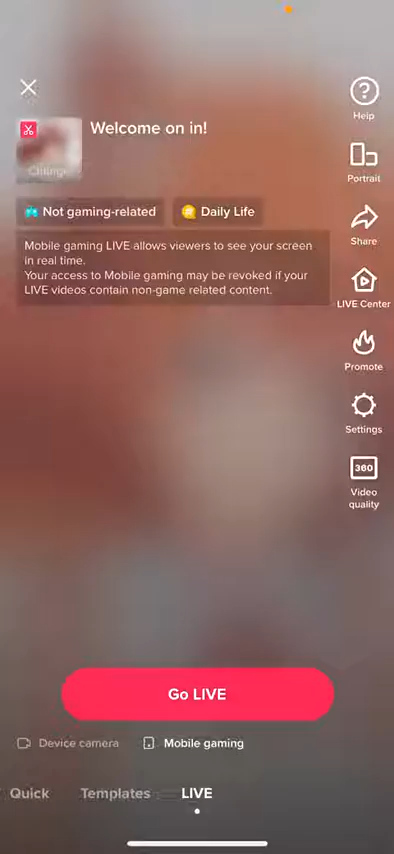 Welcome on in!
Change
Not gaming-related
Daily Life
Mobile gaming LIVE allows viewers to see your screen
in real time.
Your access to Mobile gaming may be revoked if your
LIVE videos contain non-game related content.
Help
Portrait
Share
LIVE Center
Promote
Settings
360
Video
quality
Go LIVE
Device camera
Mobile gaming
Quick
Templates
LIVE